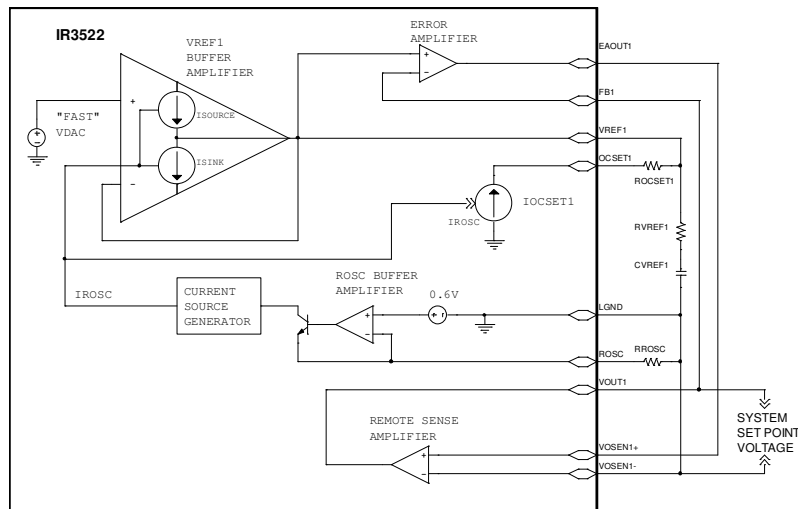 IR3522
VREF1
BUFFER
AMPLIFIER
ERROR
AMPLIFIER
+
-
EAOUT1
FB1
"FAST"
VDAC
+
-
+
-
ISOURCE
ISINK
VREF1
OCSET1
ROCSET1
IROSC
IOCSET1
RVREF1
CVREF1
IROSC
CURRENT
SOURCE
GENERATOR
ROSC BUFFER
AMPLIFIER
0.6V
+
-
LGND
ROSC
RROSC
VOUT1
REMOTE SENSE
AMPLIFIER
+
-
VOSEN1+
VOSEN1-
SYSTEM
SET POINT
VOLTAGE